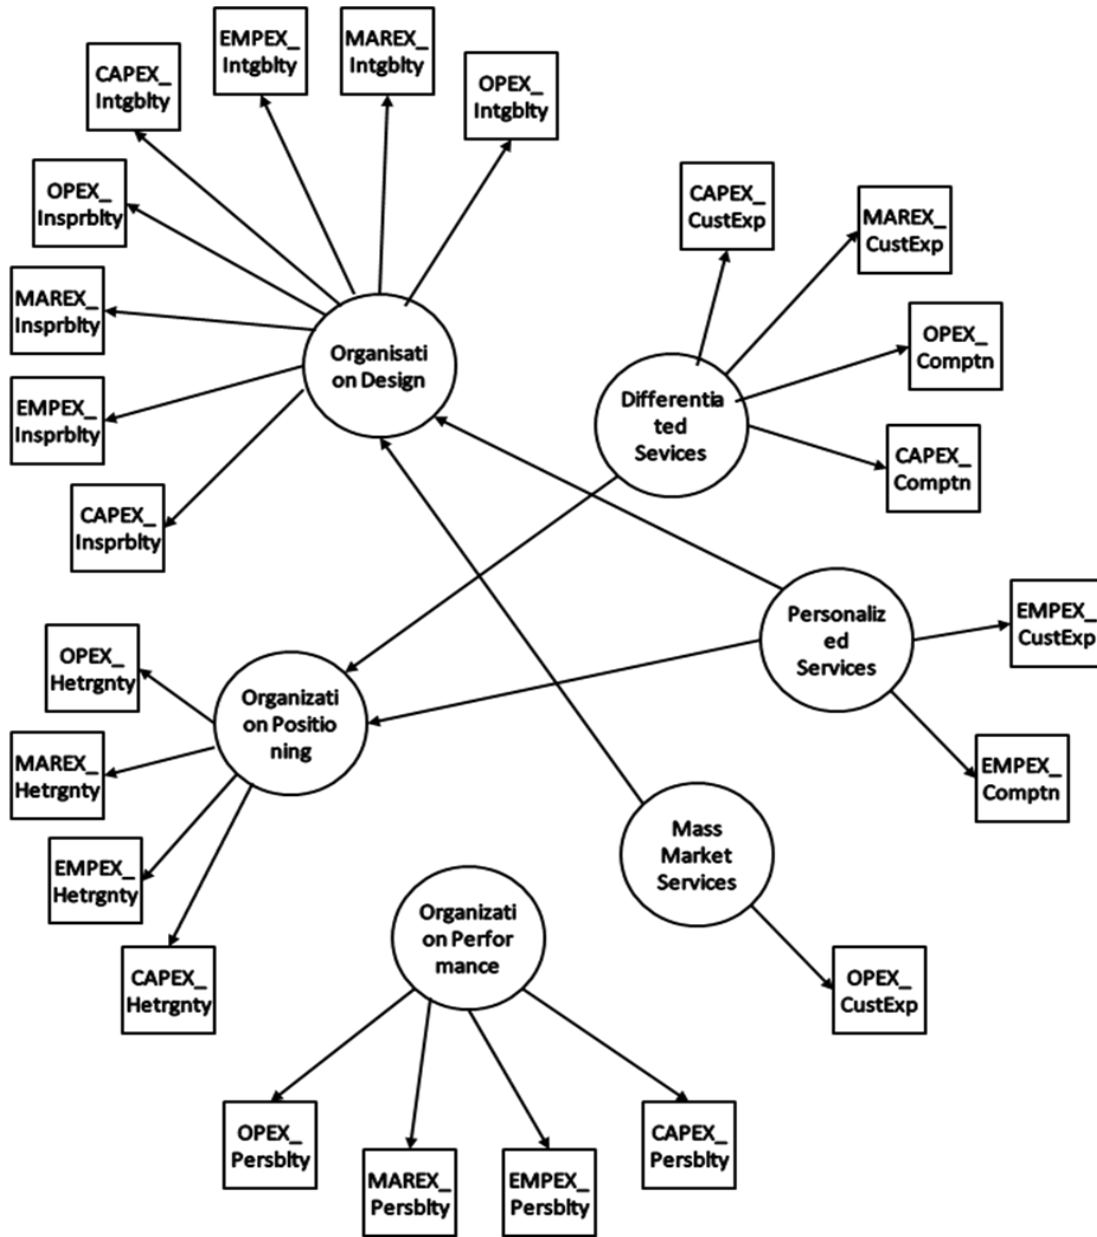 EMPEX_
Intgblty
MAREX_
Intgblty
CAPEX_
Intgblty
OPEX_
Intgblty
OPEX_
Insprblty
CAPEX_
CustExp
MAREX_
CustExp
MAREX_
Insprblty
Organisati
on Design
OPEX_
Comptn
EMPEX_
Insprblty
Differentia
ted
Sevices
CAPEX_
Comptn
CAPEX_
Insprblty
Personaliz
ed
Services
EMPEX_
CustExp
OPEX_
Hetrgnty
Organizati
on Positio
ning
MAREX_
Hetrgnty
EMPEX_
Comptn
EMPEX_
Hetrgnty
Mass
Market
Services
Organizati
on Perfor
mance
CAPEX_
Hetrgnty
OPEX_
CustExp
OPEX_
Persblty
MAREX_
Persblty
EMPEX_
Persblty
CAPEX_
Persblty